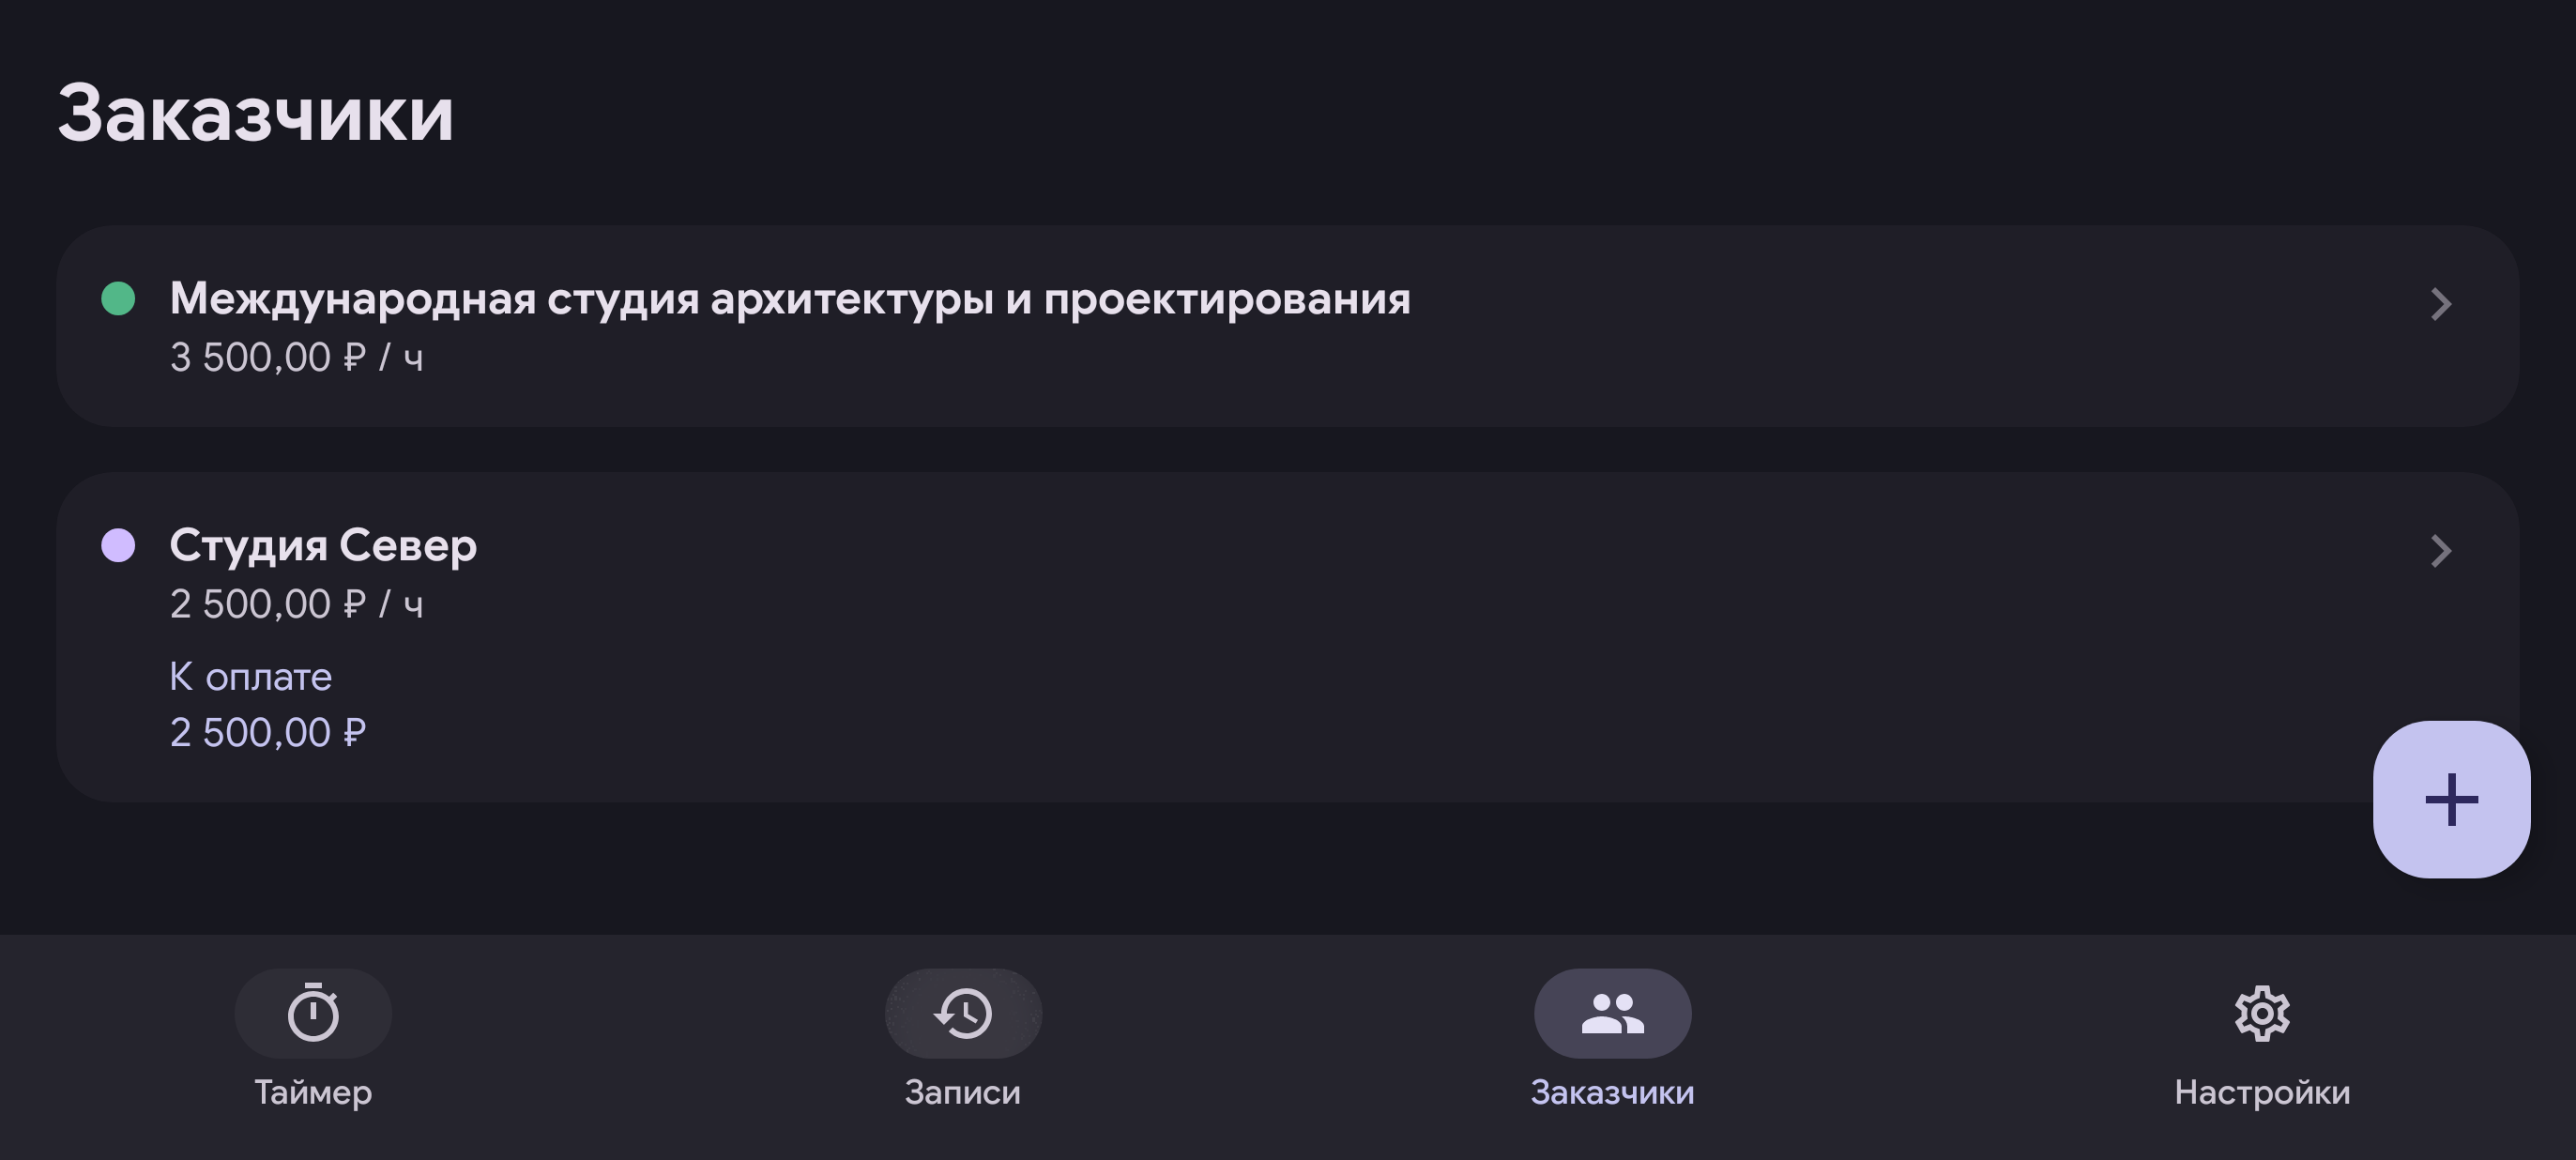 Заказчики
Международная студия архитектуры и проектирования
3 500,00 ₽ / ч
Студия Север
2 500,00 ₽ / ч
К оплате
2 500,00 ₽
Таймер
Записи
Заказчики
Настройки